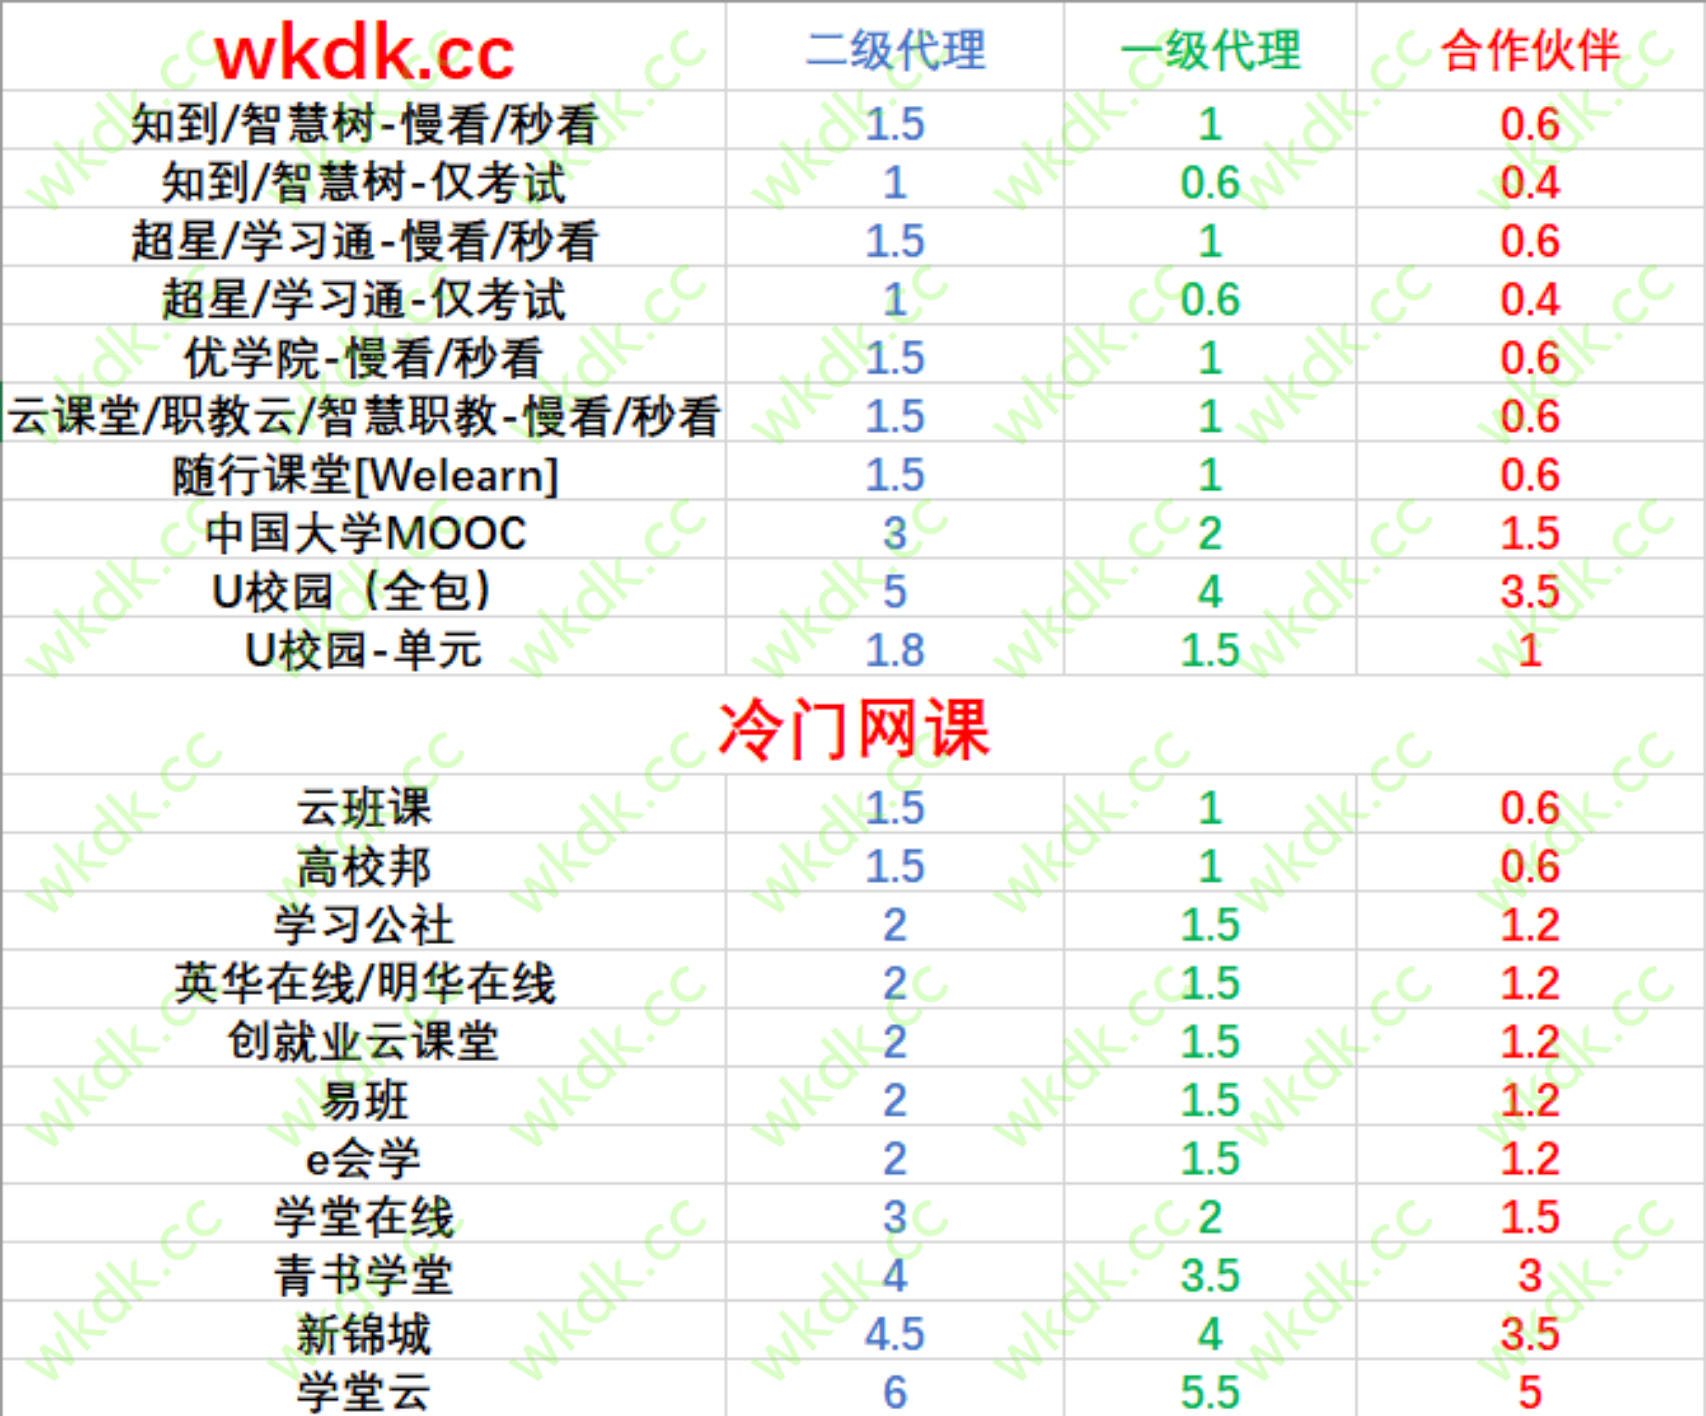 wkdk.cc 二级代理 一级代理 合作伙伴
知到/智慧树-慢看/秒看 1.5 1 0.6
知到/智慧树-仅考试 1 0.6 0.4
超星/学习通-慢看/秒看 1.5 1 0.6
超星/学习通-仅考试 1 0.6 0.4
优学院-慢看/秒看 1.5 1 0.6
云课堂/职教云/智慧职教-慢看/秒看 1.5 1 0.6
随行课堂[Welearn] 1.5 1 0.6
中国大学MOOC 3 2 1.5
U校园（全包） 5 4 3.5
U校园-单元 1.8 1.5 1
冷门网课
云班课 1.5 1 0.6
高校邦 1.5 1 0.6
学习公社 2 1.5 1.2
英华在线/明华在线 2 1.5 1.2
创就业云课堂 2 1.5 1.2
易班 2 1.5 1.2
e会学 2 1.5 1.2
学堂在线 3 2 1.5
青书学堂 4 3.5 3
新锦城 4.5 4 3.5
学堂云 6 5.5 5